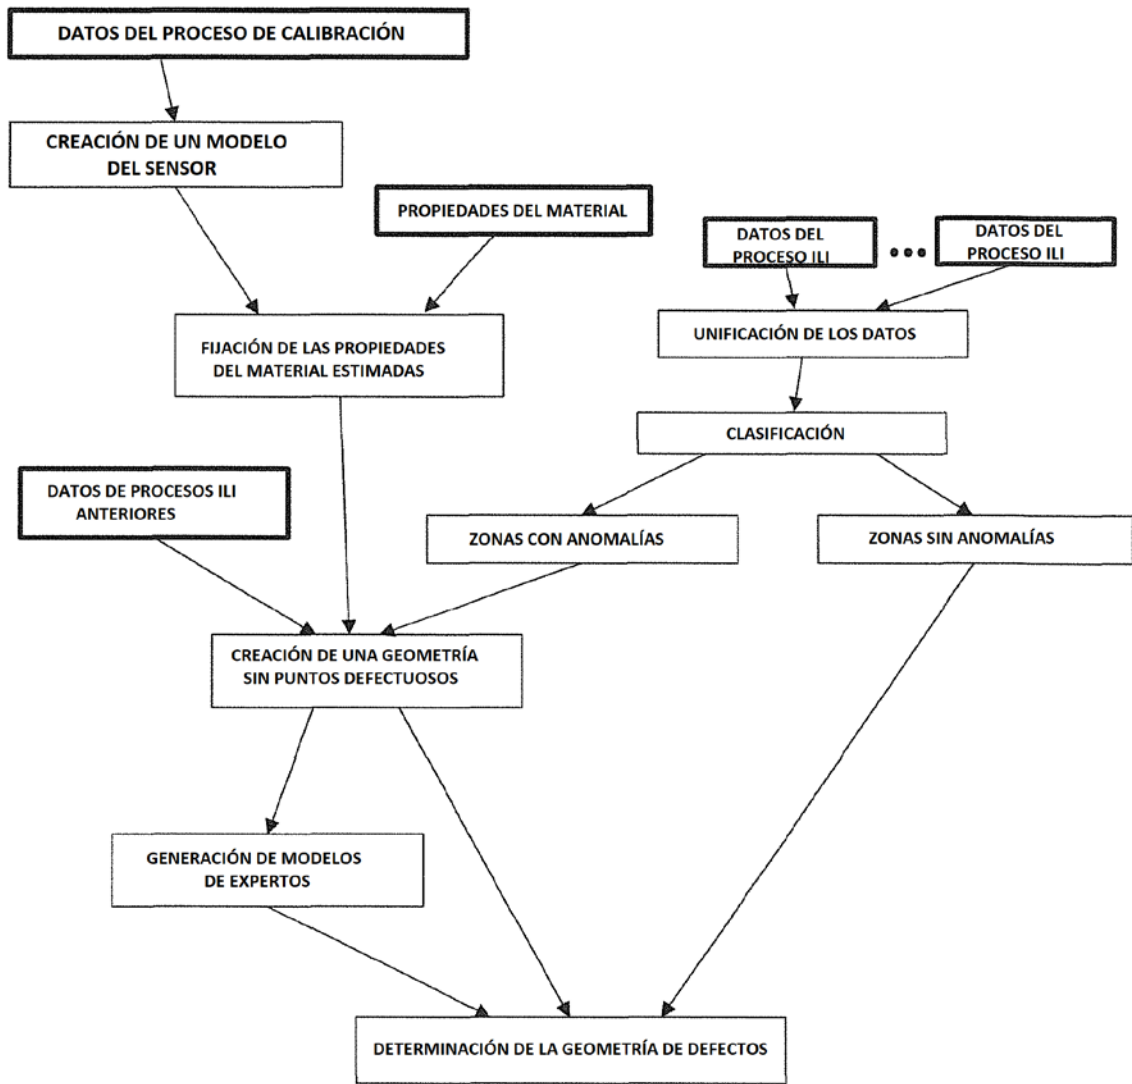 DATOS DEL PROCESO DE CALIBRACIÓN
CREACIÓN DE UN MODELO
DEL SENSOR
PROPIEDADES DEL MATERIAL
DATOS DEL
PROCESO ILI
DATOS DEL
PROCESO ILI
FIJACIÓN DE LAS PROPIEDADES
DEL MATERIAL ESTIMADAS
UNIFICACIÓN DE LOS DATOS
CLASIFICACIÓN
DATOS DE PROCESOS ILI
ANTERIORES
ZONAS CON ANOMALÍAS
ZONAS SIN ANOMALÍAS
CREACIÓN DE UNA GEOMETRÍA
SIN PUNTOS DEFECTUOSOS
GENERACIÓN DE MODELOS
DE EXPERTOS
DETERMINACIÓN DE LA GEOMETRÍA DE DEFECTOS